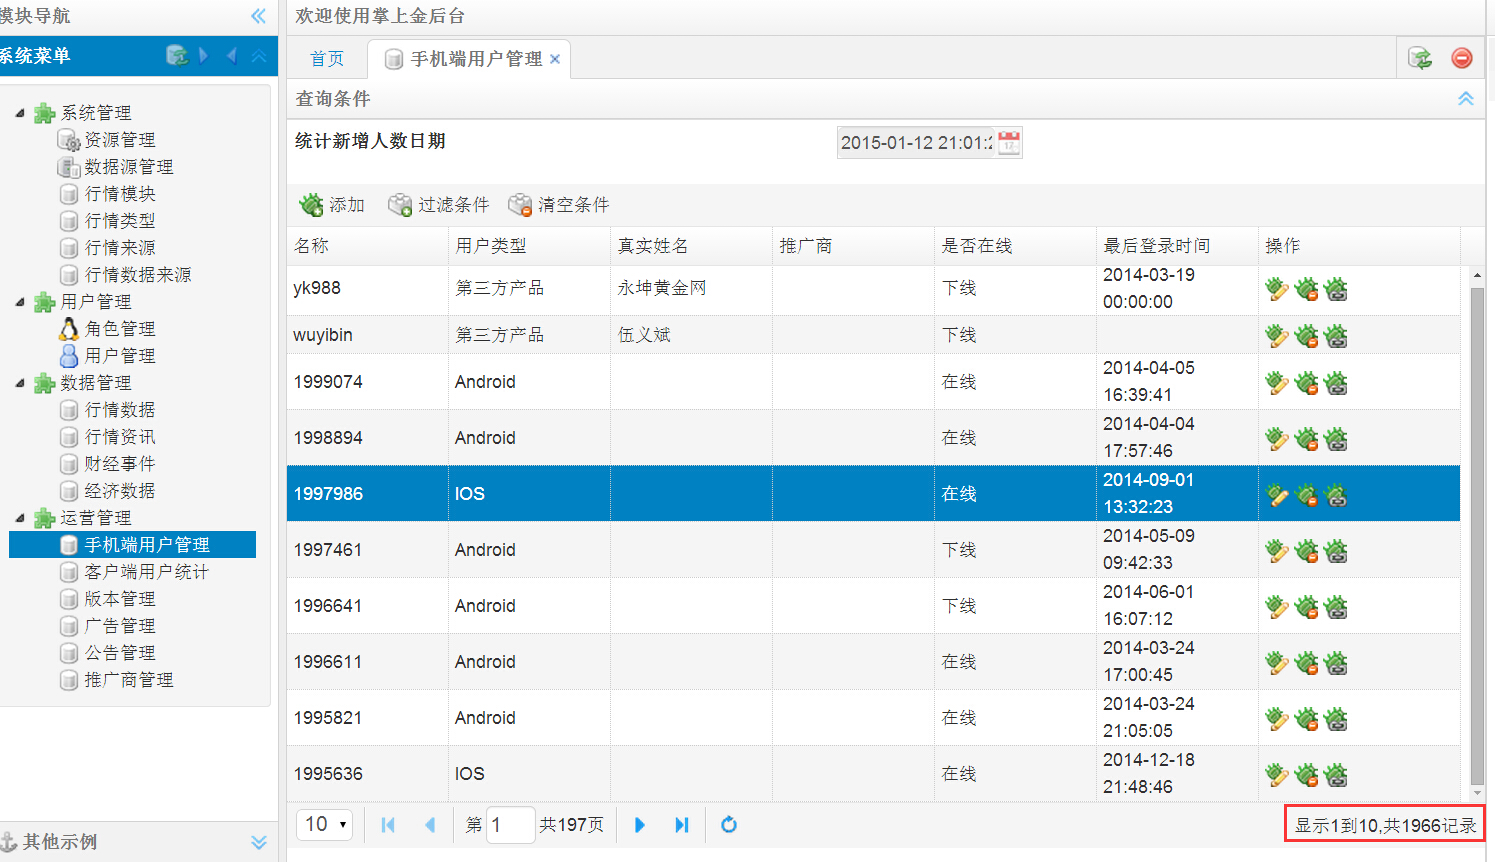 模块导航
系统菜单
系统管理
资源管理
数据源管理
行情模块
行情类型
行情来源
行情数据来源
用户管理
角色管理
用户管理
数据管理
行情数据
行情资讯
财经事件
经济数据
运营管理
手机端用户管理
客户端用户统计
版本管理
广告管理
公告管理
推广商管理
其他示例
欢迎使用掌上金后台
首页 手机端用户管理
查询条件
统计新增人数日期 2015-01-12 21:01:2
添加 过滤条件 清空条件
名称 用户类型 真实姓名 推广商 是否在线 最后登录时间 操作
yk988 第三方产品 永坤黄金网 下线 2014-03-19
00:00:00
wuyibin 第三方产品 伍义斌 下线
1999074 Android 在线 2014-04-05
16:39:41
1998894 Android 在线 2014-04-04
17:57:46
1997986 IOS 在线 2014-09-01
13:32:23
1997461 Android 下线 2014-05-09
09:42:33
1996641 Android 下线 2014-06-01
16:07:12
1996611 Android 在线 2014-03-24
17:00:45
1995821 Android 在线 2014-03-24
21:05:05
1995636 IOS 在线 2014-12-18
21:48:46
10 第 1 共197页 显示1到10,共1966记录